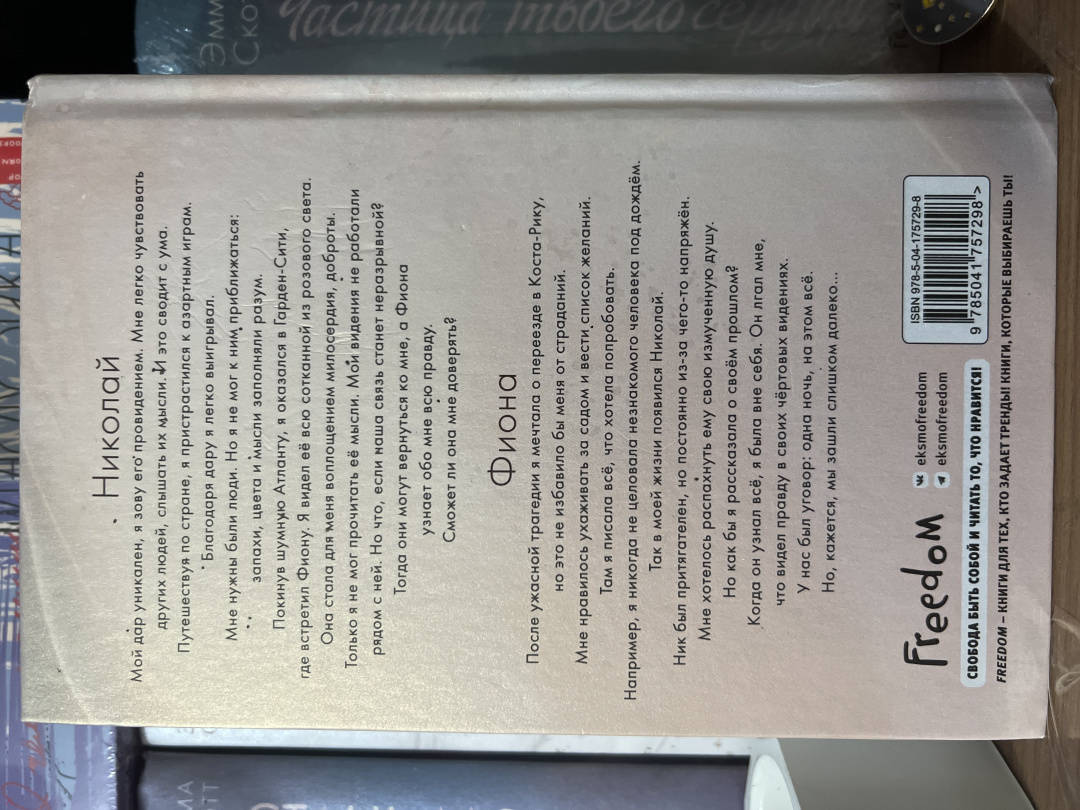 Николай
Мой дар уникален, я зову его провидением. Мне легко чувствовать
других людей, слышать их мысли. И это сводит с ума.
Путешествуя по стране, я пристрастился к азартным играм.
Благодаря дару я легко выигрывал.
Мне нужны были люди. Но я не мог к ним приближаться:
запахи, цвета и мысли заполняли разум.
Покинув шумную Атланту, я оказался в Гарден-Сити,
где встретил Фиону. Я видел её всю сотканной из розового света.
Она стала для меня воплощением милосердия, доброты.
Только я не мог прочитать её мысли. Мои видения не работали
рядом с ней. Но что, если наша связь станет неразрывной?
Тогда они могут вернуться ко мне, а Фиона
узнает обо мне всю правду.
Сможет ли она мне доверять?
Фиона
После ужасной трагедии я мечтала о переезде в Коста-Рику,
но это не избавило бы меня от страданий.
Мне нравилось ухаживать за садом и вести список желаний.
Там я писала всё, что хотела попробовать.
Например, я никогда не целовала незнакомого человека под дождём.
Так в моей жизни появился Николай.
Ник был притягателен, но постоянно из-за чего-то напряжён.
Мне хотелось распахнуть ему свою измученную душу.
Но как бы я рассказала о своём прошлом?
Когда он узнал всё, я была вне себя. Он лгал мне,
что видел правду в своих чёртовых видениях.
У нас был уговор: одна ночь, на этом всё.
Но, кажется, мы зашли слишком далеко...
Freedom
eksmofreedom
eksmofreedom
ISBN 978-5-04-175729-8
9 785041 757298 >
СВОБОДА БЫТЬ СОБОЙ И ЧИТАТЬ ТО, ЧТО НРАВИТСЯ!
FREEDOM – КНИГИ ДЛЯ ТЕХ, КТО ЗАДАЕТ ТРЕНДЫ! КНИГИ, КОТОРЫЕ ВЫБИРАЕШЬ ТЫ!
Частица твоего сердца